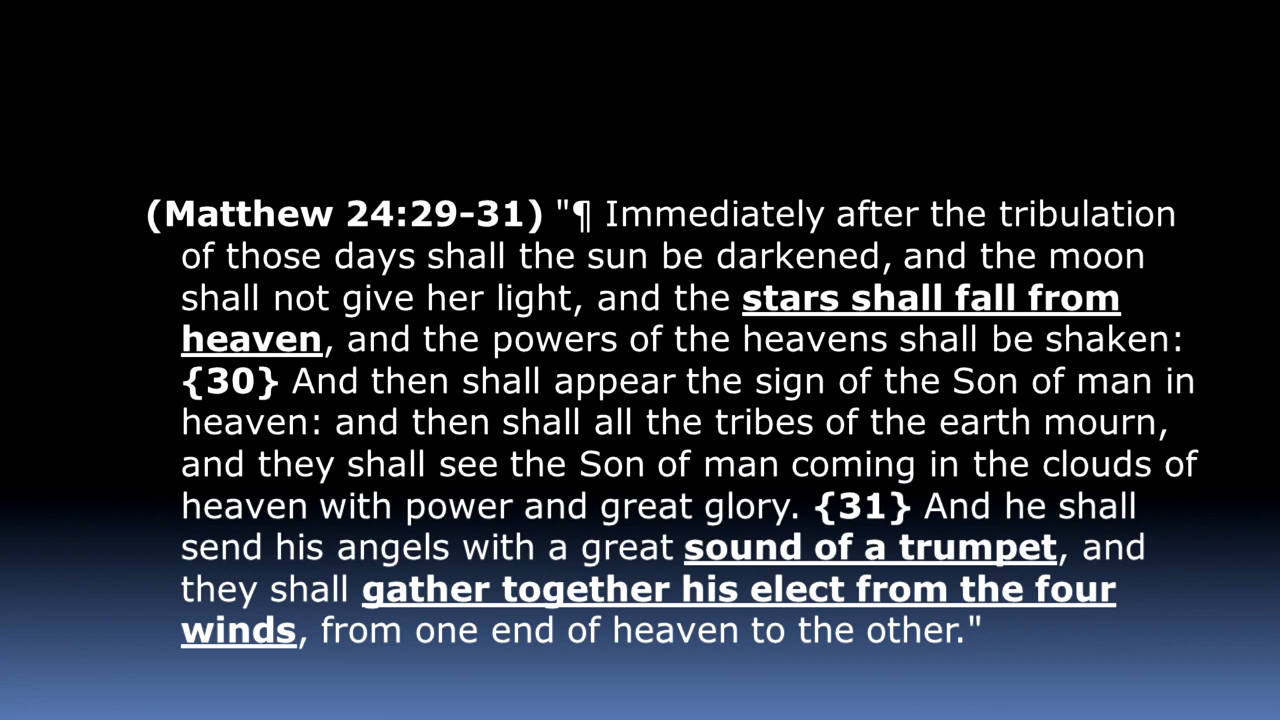 (Matthew 24:29-31) "¶ Immediately after the tribulation
of those days shall the sun be darkened, and the moon
shall not give her light, and the stars shall fall from
heaven, and the powers of the heavens shall be shaken:
{30} And then shall appear the sign of the Son of man in
heaven: and then shall all the tribes of the earth mourn,
and they shall see the Son of man coming in the clouds of
heaven with power and great glory. {31} And he shall
send his angels with a great sound of a trumpet, and
they shall gather together his elect from the four
winds, from one end of heaven to the other."